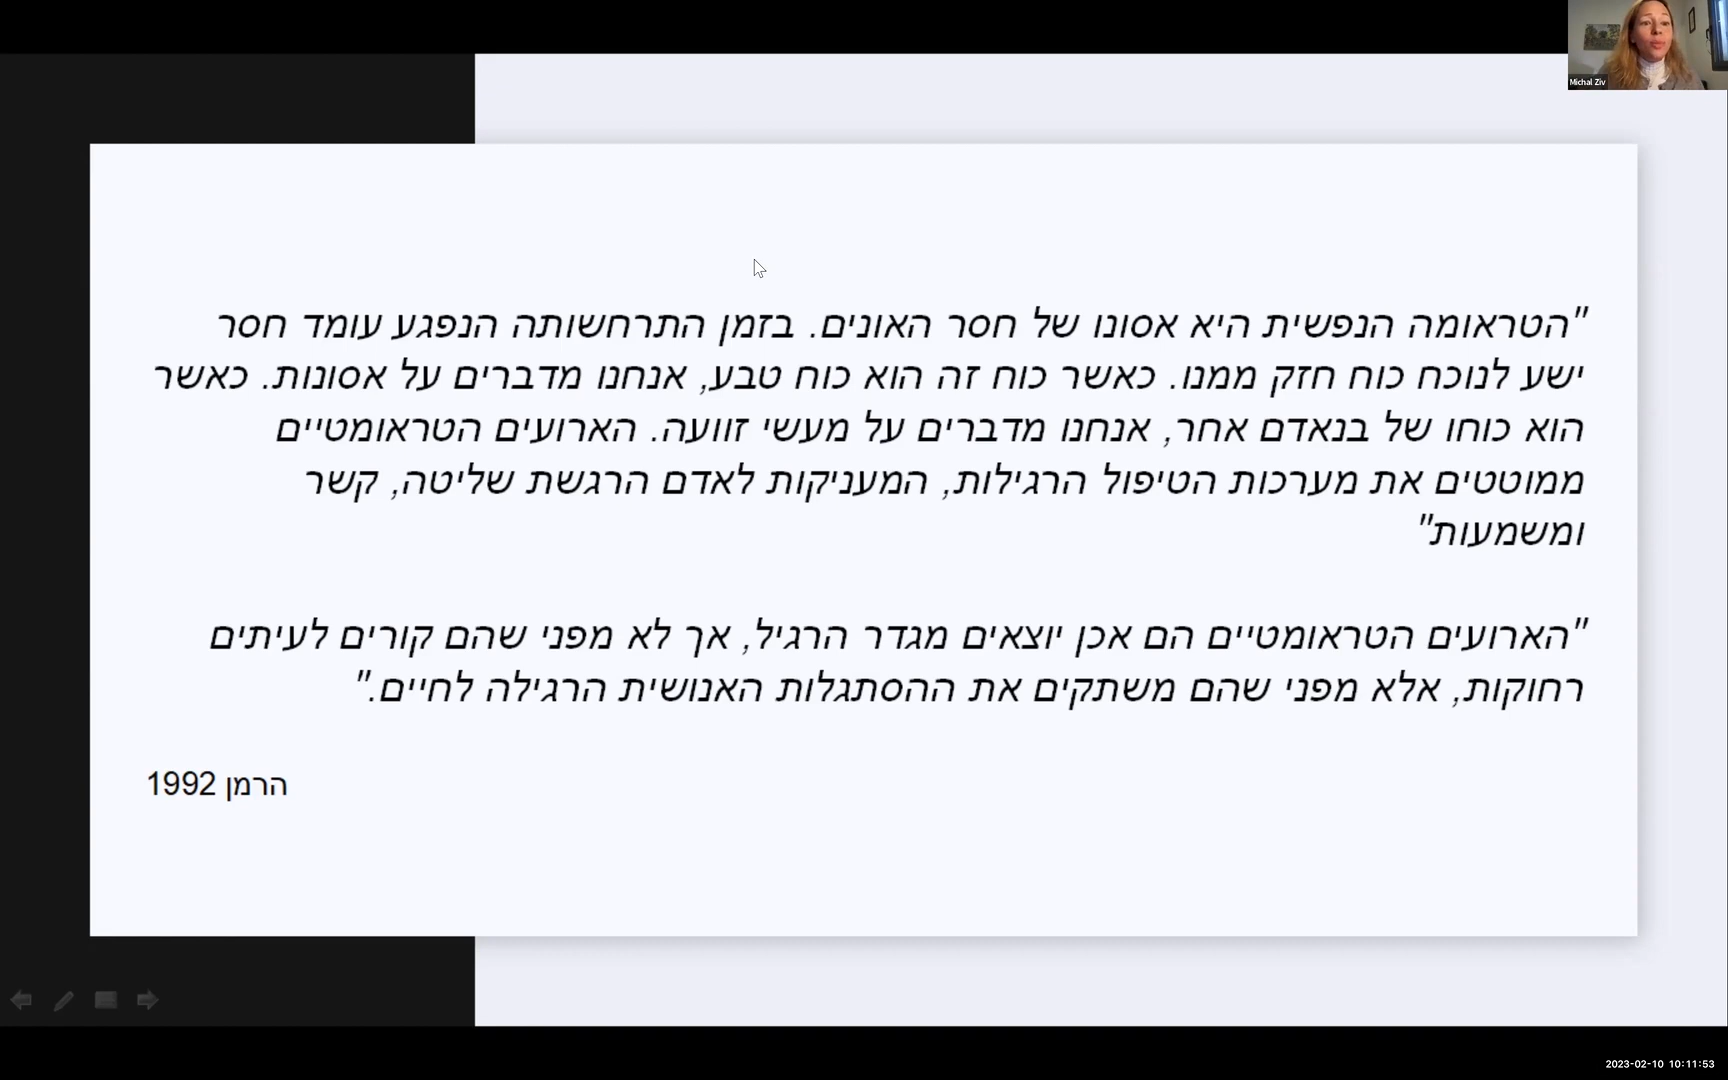 Michal Ziv
"הטראומה הנפשית היא אסונו של חסר האונים. בזמן התרחשותה הנפגע עומד חסר
ישע לנוכח כוח חזק ממנו. כאשר כוח זה הוא כוח טבע, אנחנו מדברים על אסונות. כאשר
הוא כוחו של בנאדם אחר, אנחנו מדברים על מעשי זוועה. הארועים הטראומטיים
ממוטטים את מערכות הטיפול הרגילות, המעניקות לאדם הרגשת שליטה, קשר
ומשמעות"
"הארועים הטראומטיים הם אכן יוצאים מגדר הרגיל, אך לא מפני שהם קורים לעיתים
רחוקות, אלא מפני שהם משתקים את ההסתגלות האנושית הרגילה לחיים."
הרמן 1992
2023-02-10 10:11:53